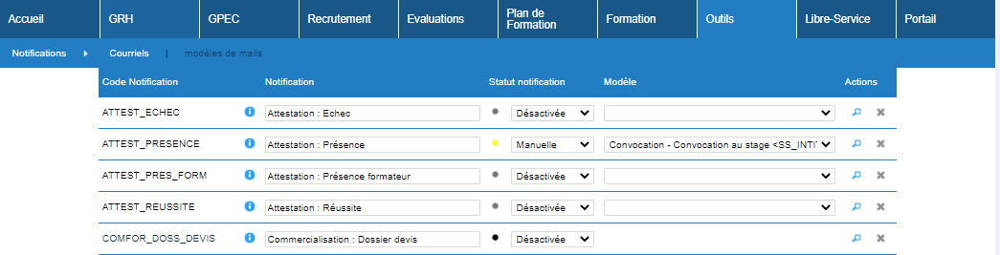 Accueil GRH GPEC Recrutement Evaluations Plan de Formation Formation Outils Libre-Service Portail
Notifications Courriels | modèles de mails
Code Notification Notification Statut notification Modèle Actions
ATTEST_ECHEC Attestation : Echec Désactivée
ATTEST_PRESENCE Attestation : Présence Manuelle Convocation - Convocation au stage <SS_INTI
ATTEST_PRES_FORM Attestation : Présence formateur Désactivée
ATTEST_REUSSITE Attestation : Réussite Désactivée
COMFOR_DOSS_DEVIS Commercialisation : Dossier devis Désactivée